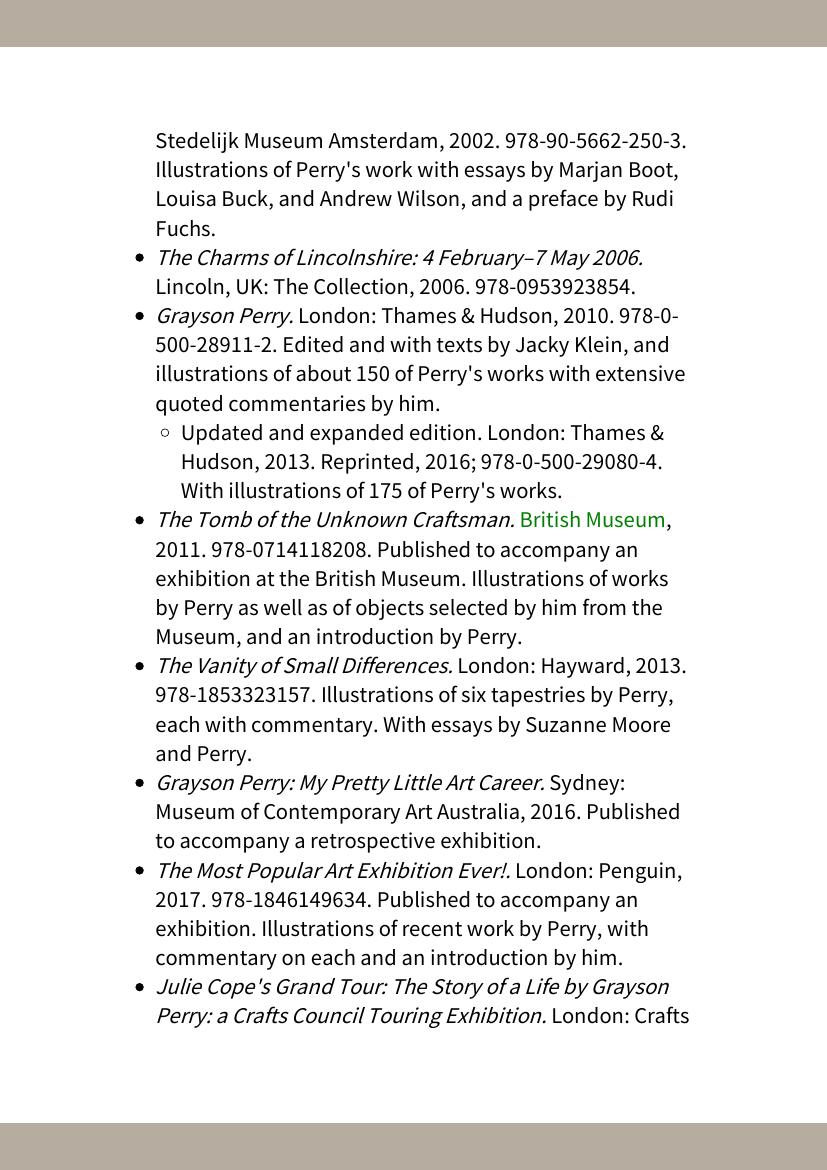 Stedelijk Museum Amsterdam, 2002. 978-90-5662-250-3.
Illustrations of Perry's work with essays by Marjan Boot,
Louisa Buck, and Andrew Wilson, and a preface by Rudi
Fuchs.
• The Charms of Lincolnshire: 4 February–7 May 2006.
Lincoln, UK: The Collection, 2006. 978-0953923854.
• Grayson Perry. London: Thames & Hudson, 2010. 978-0-
500-28911-2. Edited and with texts by Jacky Klein, and
illustrations of about 150 of Perry's works with extensive
quoted commentaries by him.
◦ Updated and expanded edition. London: Thames &
Hudson, 2013. Reprinted, 2016; 978-0-500-29080-4.
With illustrations of 175 of Perry's works.
• The Tomb of the Unknown Craftsman. British Museum,
2011. 978-0714118208. Published to accompany an
exhibition at the British Museum. Illustrations of works
by Perry as well as of objects selected by him from the
Museum, and an introduction by Perry.
• The Vanity of Small Differences. London: Hayward, 2013.
978-1853323157. Illustrations of six tapestries by Perry,
each with commentary. With essays by Suzanne Moore
and Perry.
• Grayson Perry: My Pretty Little Art Career. Sydney:
Museum of Contemporary Art Australia, 2016. Published
to accompany a retrospective exhibition.
• The Most Popular Art Exhibition Ever!. London: Penguin,
2017. 978-1846149634. Published to accompany an
exhibition. Illustrations of recent work by Perry, with
commentary on each and an introduction by him.
• Julie Cope's Grand Tour: The Story of a Life by Grayson
Perry: a Crafts Council Touring Exhibition. London: Crafts